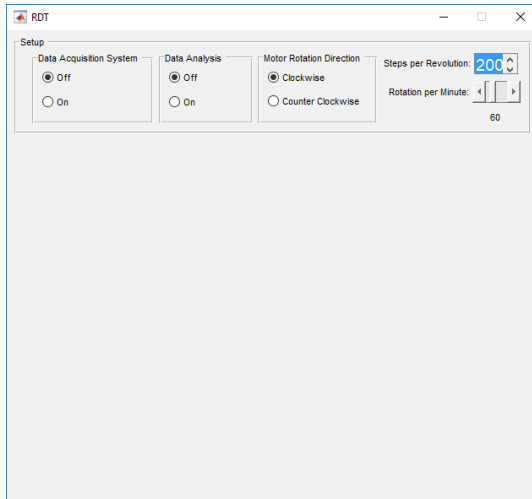 RDT
Setup
Data Acquisition System
Off
On
Data Analysis
Off
On
Motor Rotation Direction
Clockwise
Counter Clockwise
Steps per Revolution: 200
Rotation per Minute:
60